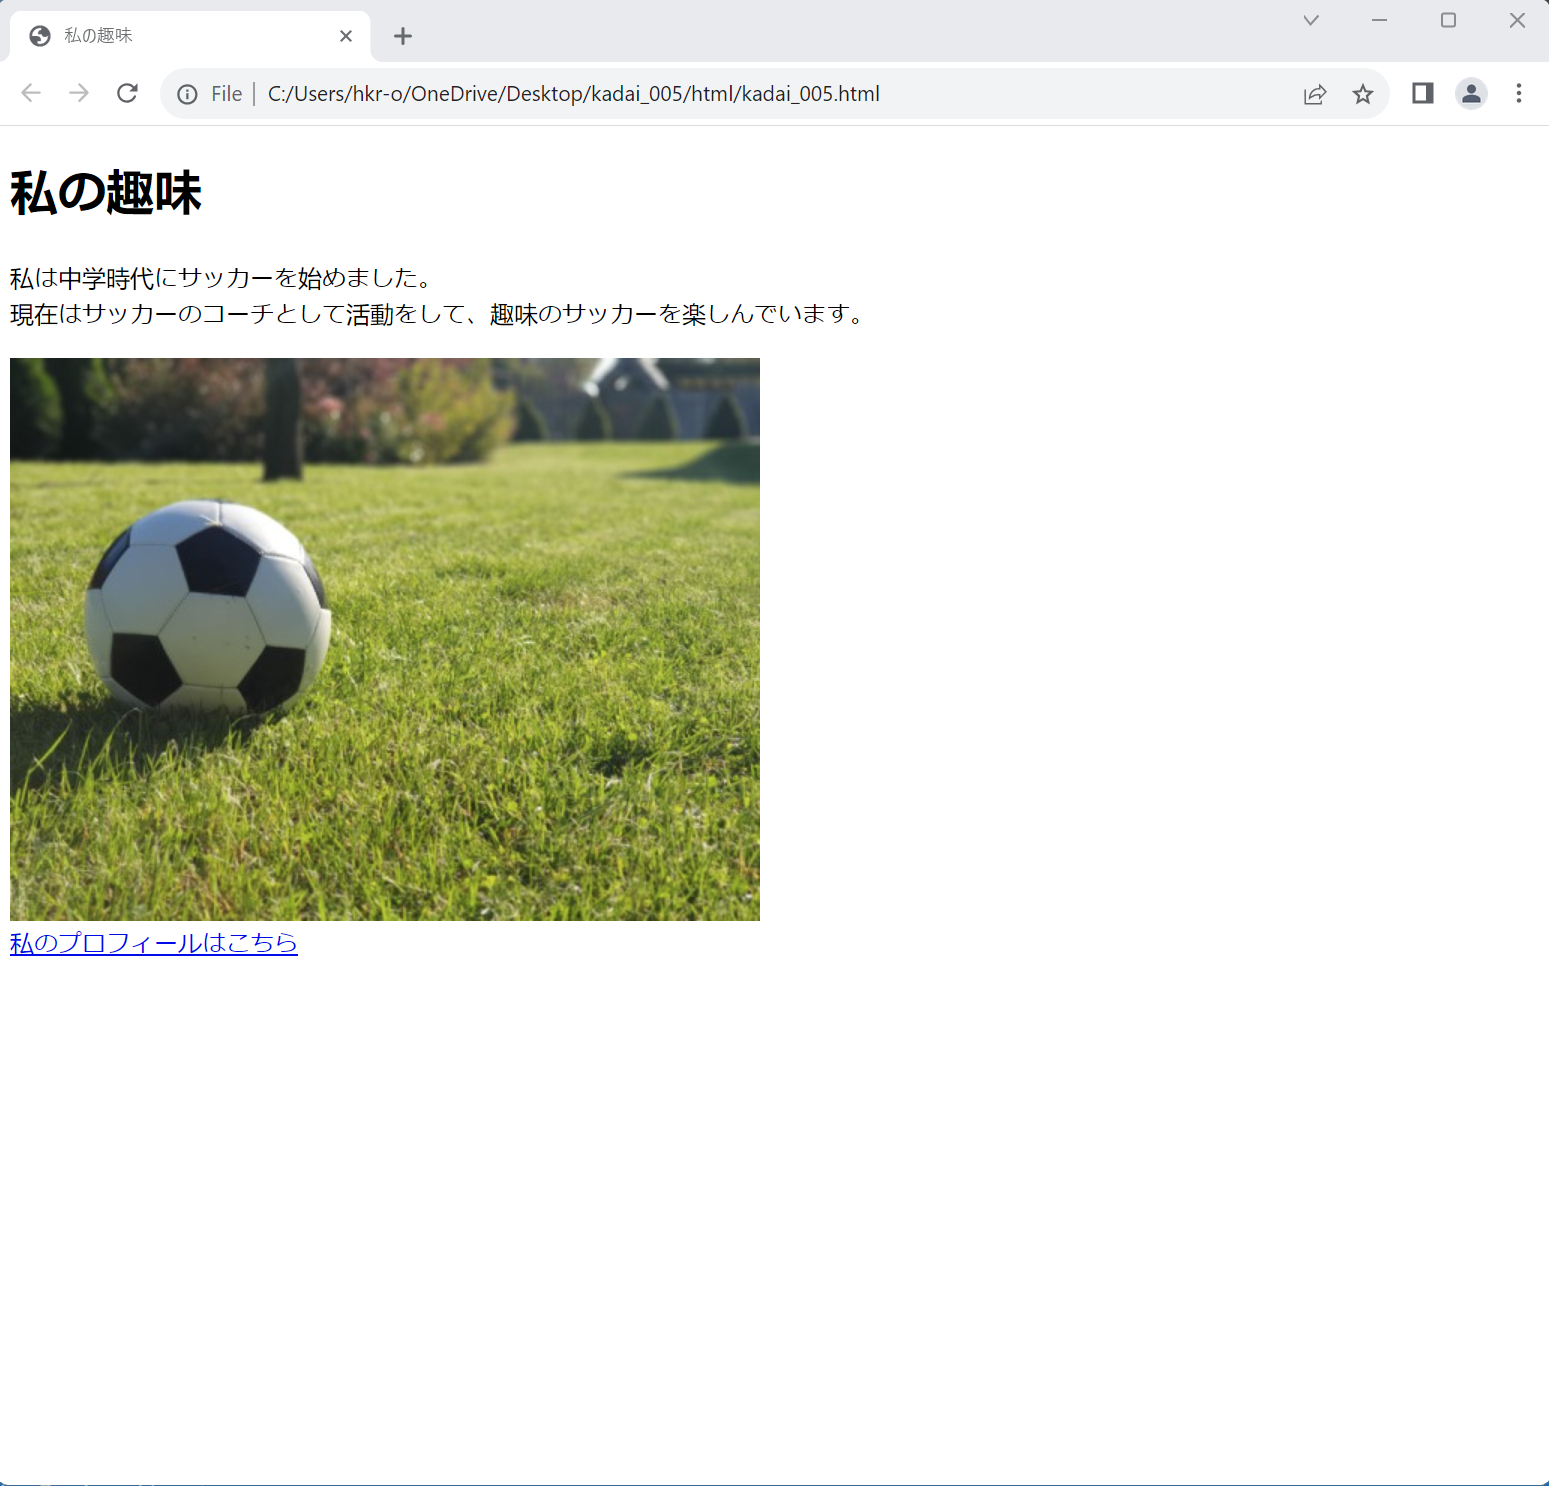 私の趣味
File | C:/Users/hkr-o/OneDrive/Desktop/kadai_005/html/kadai_005.html
私の趣味
私は中学時代にサッカーを始めました。
現在はサッカーのコーチとして活動をして、趣味のサッカーを楽しんでいます。
私のプロフィールはこちら